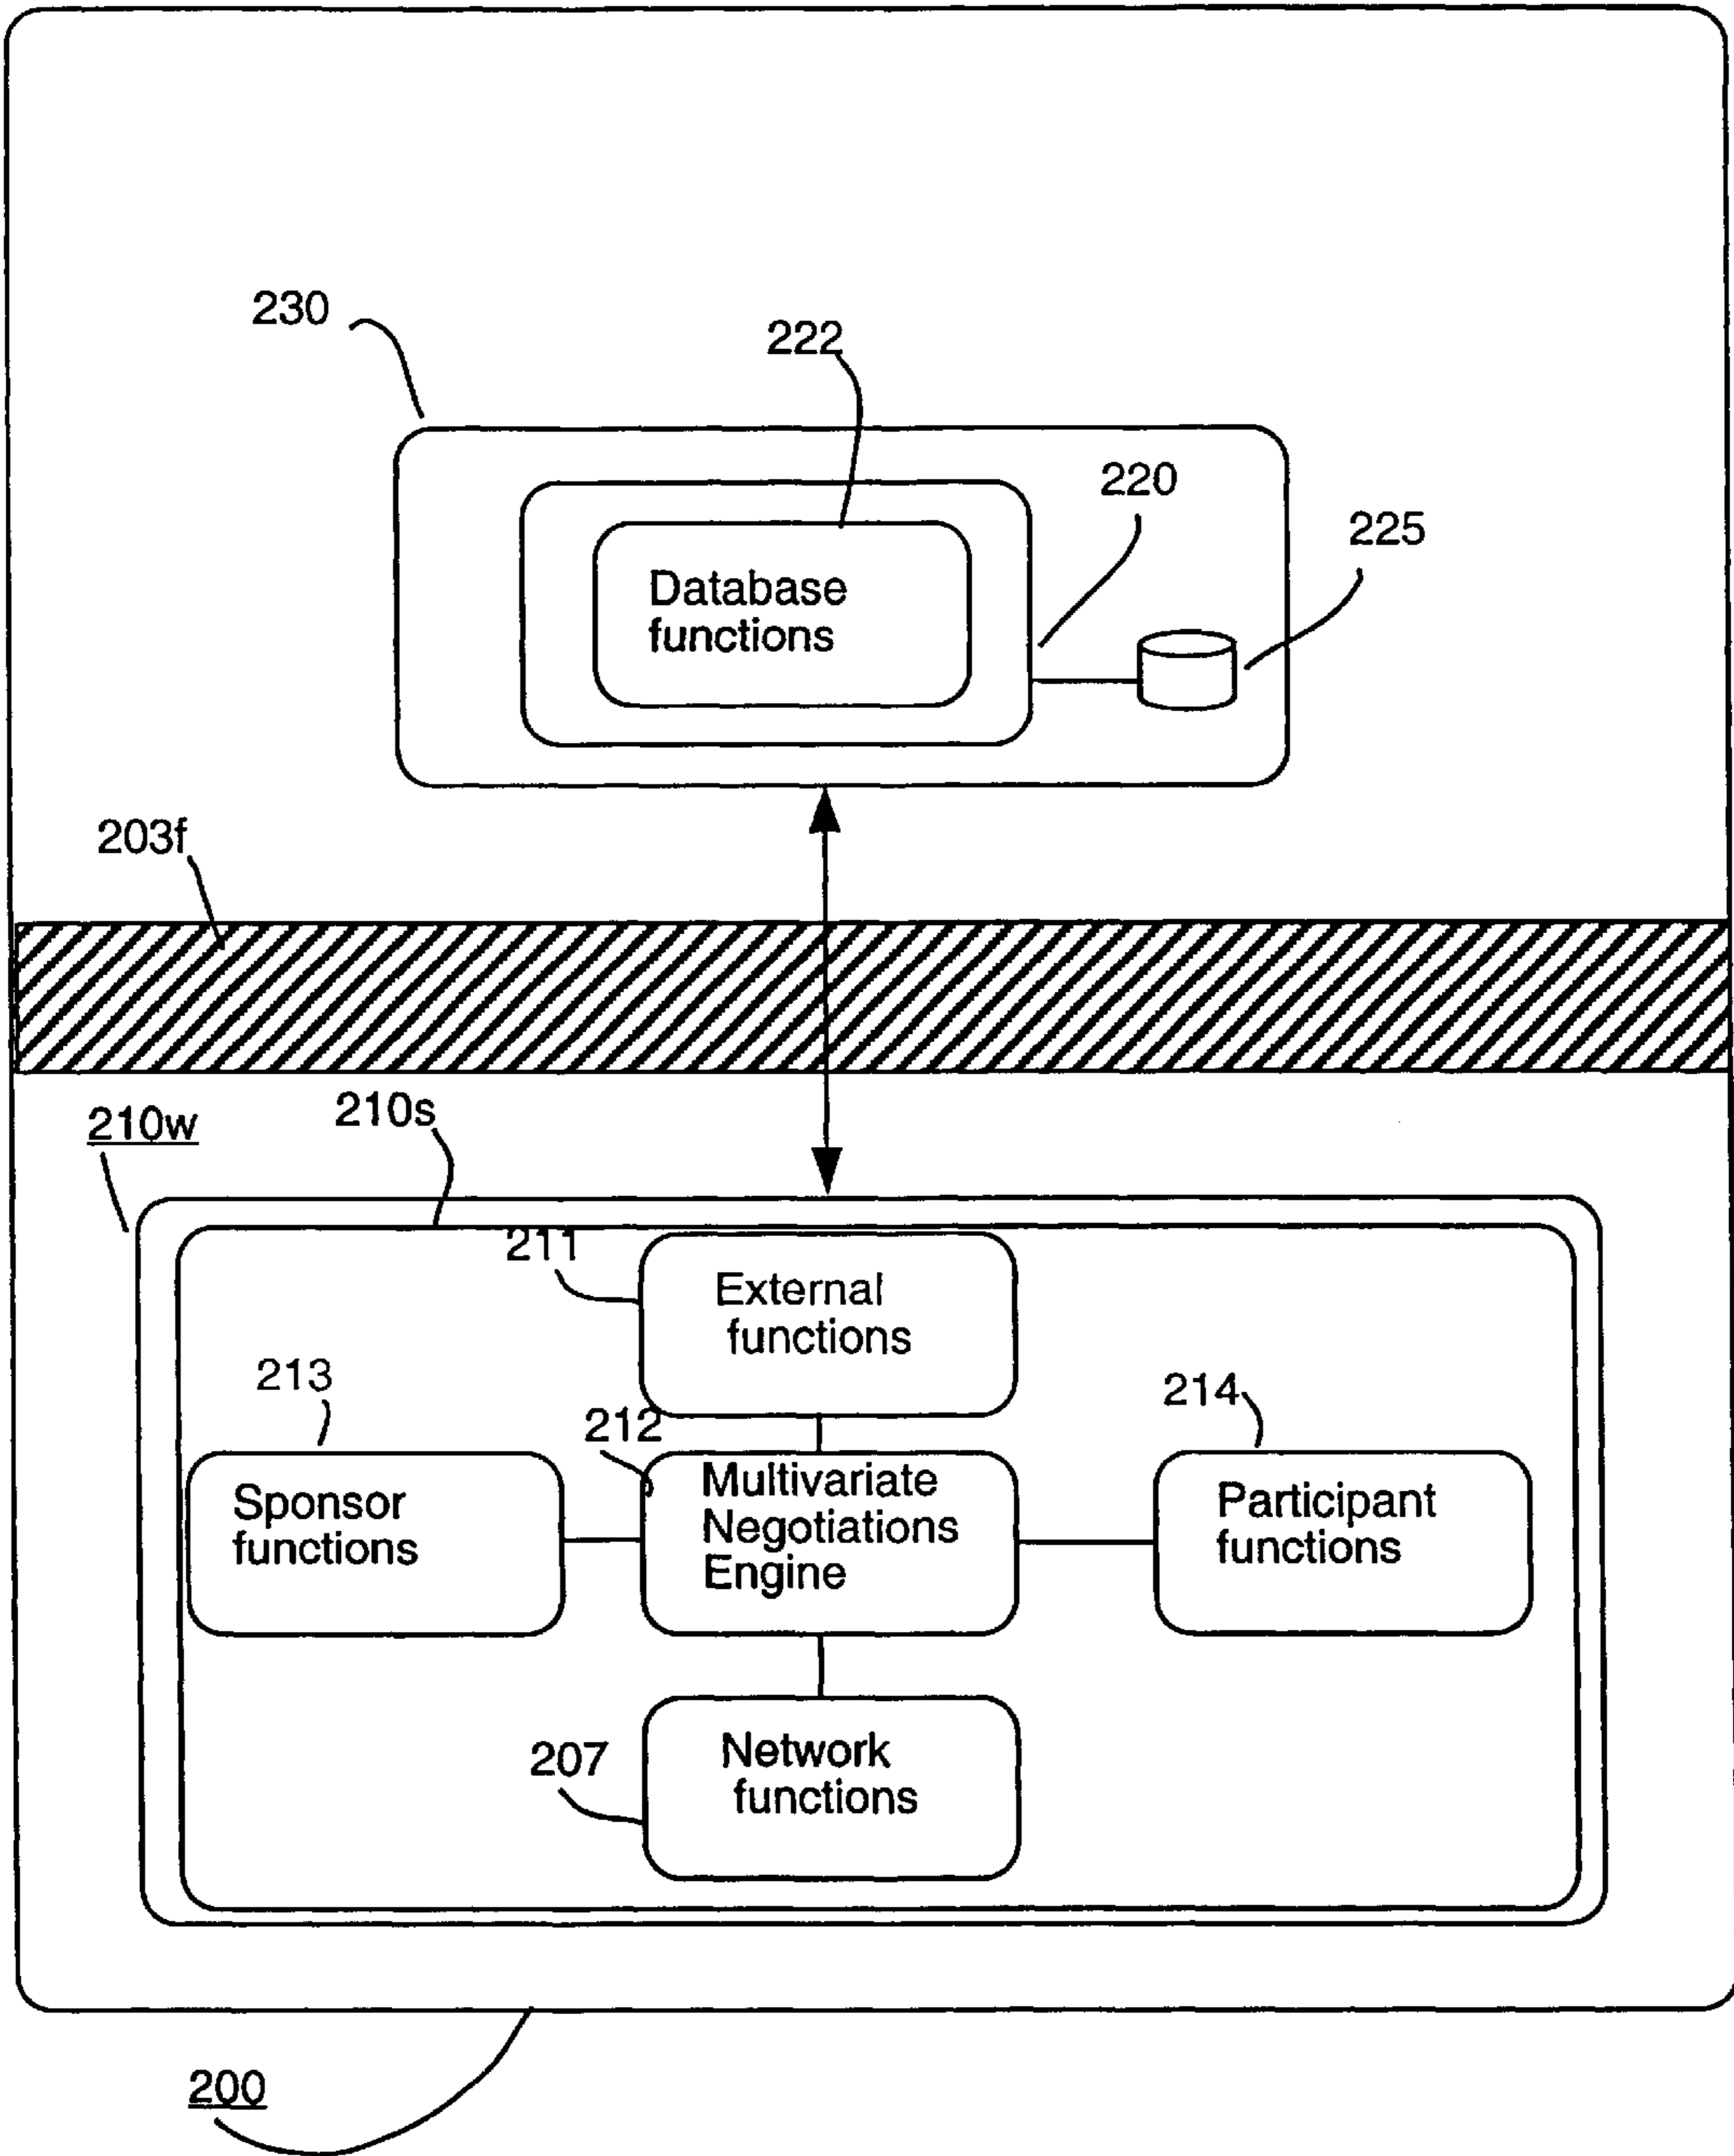 230
222
220
225
Database
functions
203f
210w
210s
211
External
functions
213
212
214
Sponsor
functions
Multivariate
Negotiations
Engine
Participant
functions
207
Network
functions
200